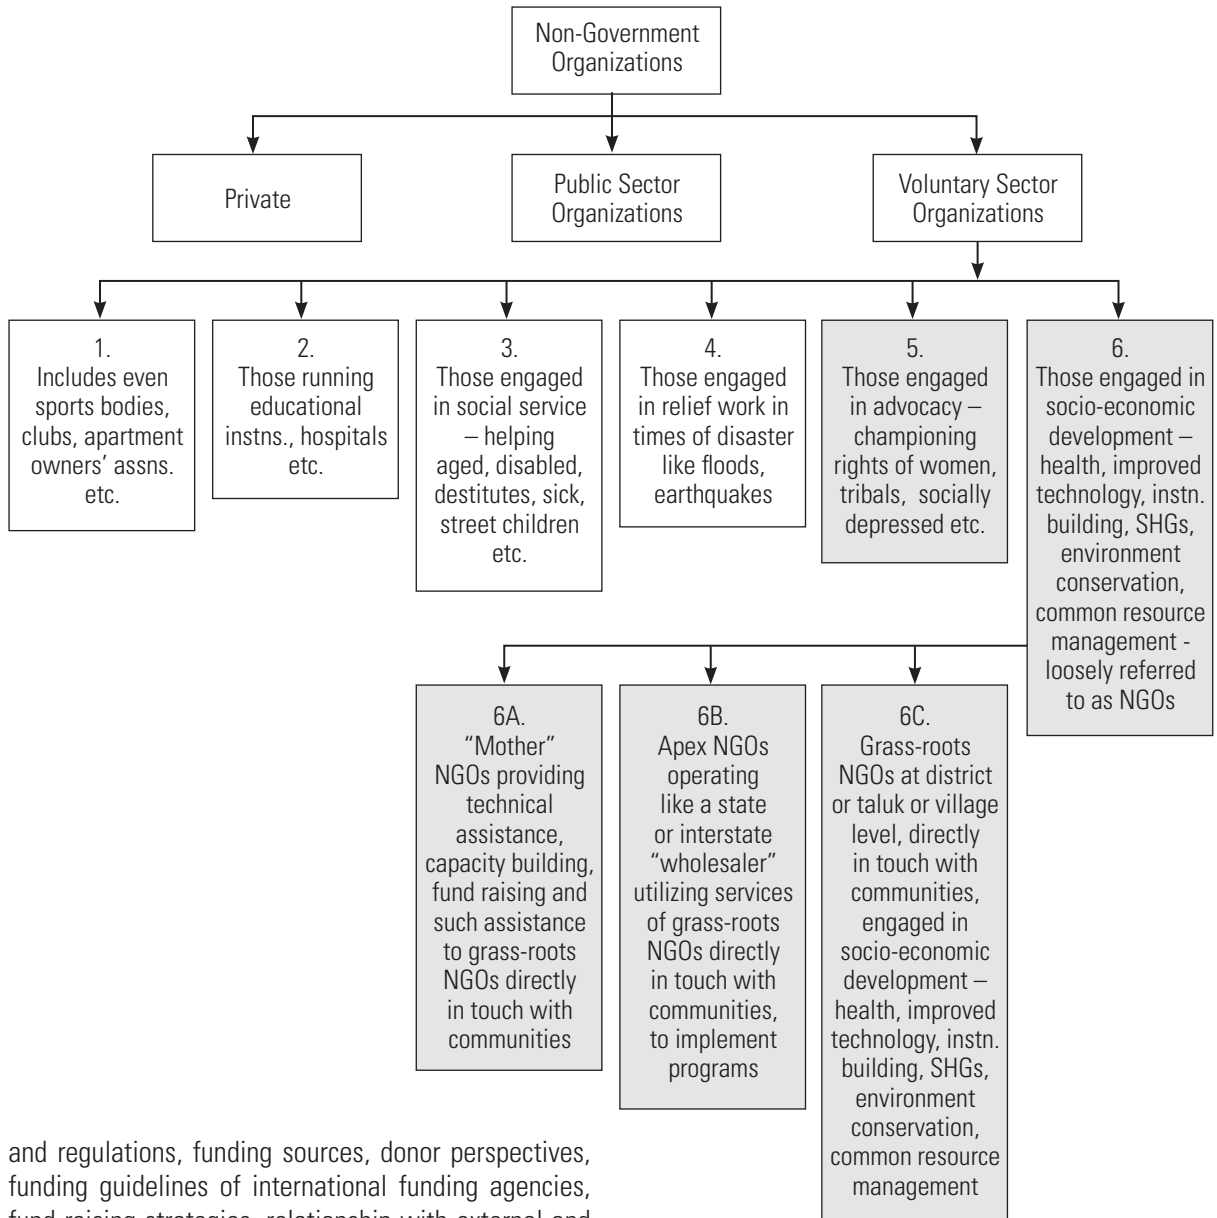 Non-Government
Organizations
Private
Public Sector
Organizations
Voluntary Sector
Organizations
1.
Includes even
sports bodies,
clubs, apartment
owners’ assns.
etc.
2.
Those running
educational
instns., hospitals
etc.
3.
Those engaged
in social service
– helping
aged, disabled,
destitutes, sick,
street children
etc.
4.
Those engaged
in relief work in
times of disaster
like floods,
earthquakes
5.
Those engaged
in advocacy –
championing
rights of women,
tribals, socially
depressed etc.
6.
Those engaged in
socio-economic
development –
health, improved
technology, instn.
building, SHGs,
environment
conservation,
common resource
management -
loosely referred
to as NGOs
6A.
“Mother”
NGOs providing
technical
assistance,
capacity building,
fund raising and
such assistance
to grass-roots
NGOs directly
in touch with
communities
6B.
Apex NGOs
operating
like a state
or interstate
“wholesaler”
utilizing services
of grass-roots
NGOs directly
in touch with
communities,
to implement
programs
6C.
Grass-roots
NGOs at district
or taluk or village
level, directly
in touch with
communities,
engaged in
socio-economic
development –
health, improved
technology, instn.
building, SHGs,
environment
conservation,
common resource
management
and regulations, funding sources, donor perspectives,
funding guidelines of international funding agencies,
fund raising strategies, relationship with external and